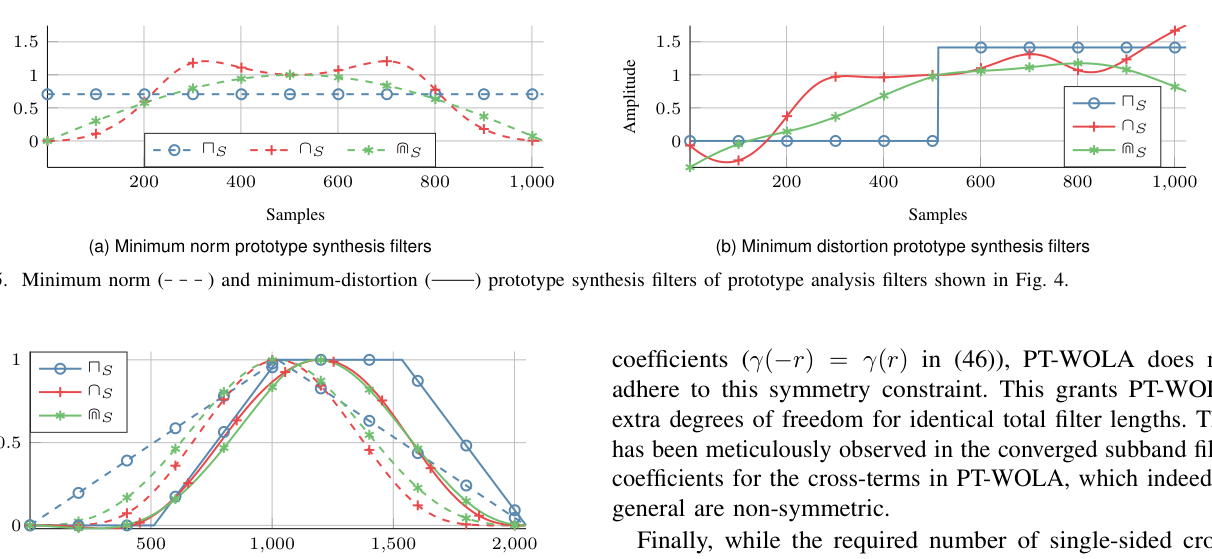 1.5
1
0.5
0
⊓S ∩S ⋒S
200 400 600 800 1,000
Samples
(a) Minimum norm prototype synthesis filters
Amplitude
1.5
1
0.5
0
⊓S
∩S
⋒S
200 400 600 800 1,000
Samples
(b) Minimum distortion prototype synthesis filters
5. Minimum norm (- - -) and minimum-distortion (——) prototype synthesis filters of prototype analysis filters shown in Fig. 4.
1
0.5
0
⊓S
∩S
⋒S
500 1,000 1,500 2,000
coefficients (γ(−r) = γ(r) in (46)), PT-WOLA does
adhere to this symmetry constraint. This grants
extra degrees of freedom for identical total filter lengths.
has been meticulously observed in the converged subband
coefficients for the cross-terms in PT-WOLA, which indeed
general are non-symmetric.
Finally, while the required number of single-sided